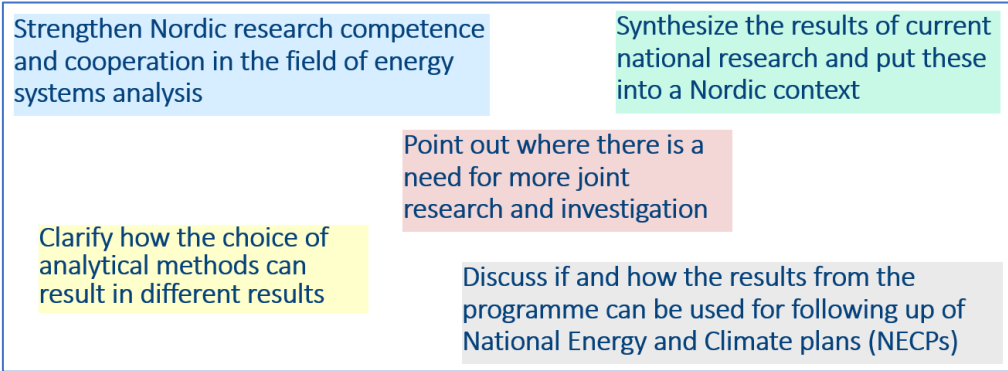 Strengthen Nordic research competence
and cooperation in the field of energy
systems analysis
Synthesize the results of current
national research and put these
into a Nordic context
Point out where there is a
need for more joint
research and investigation
Clarify how the choice of
analytical methods can
result in different results
Discuss if and how the results from the
programme can be used for following up of
National Energy and Climate plans (NECPs)